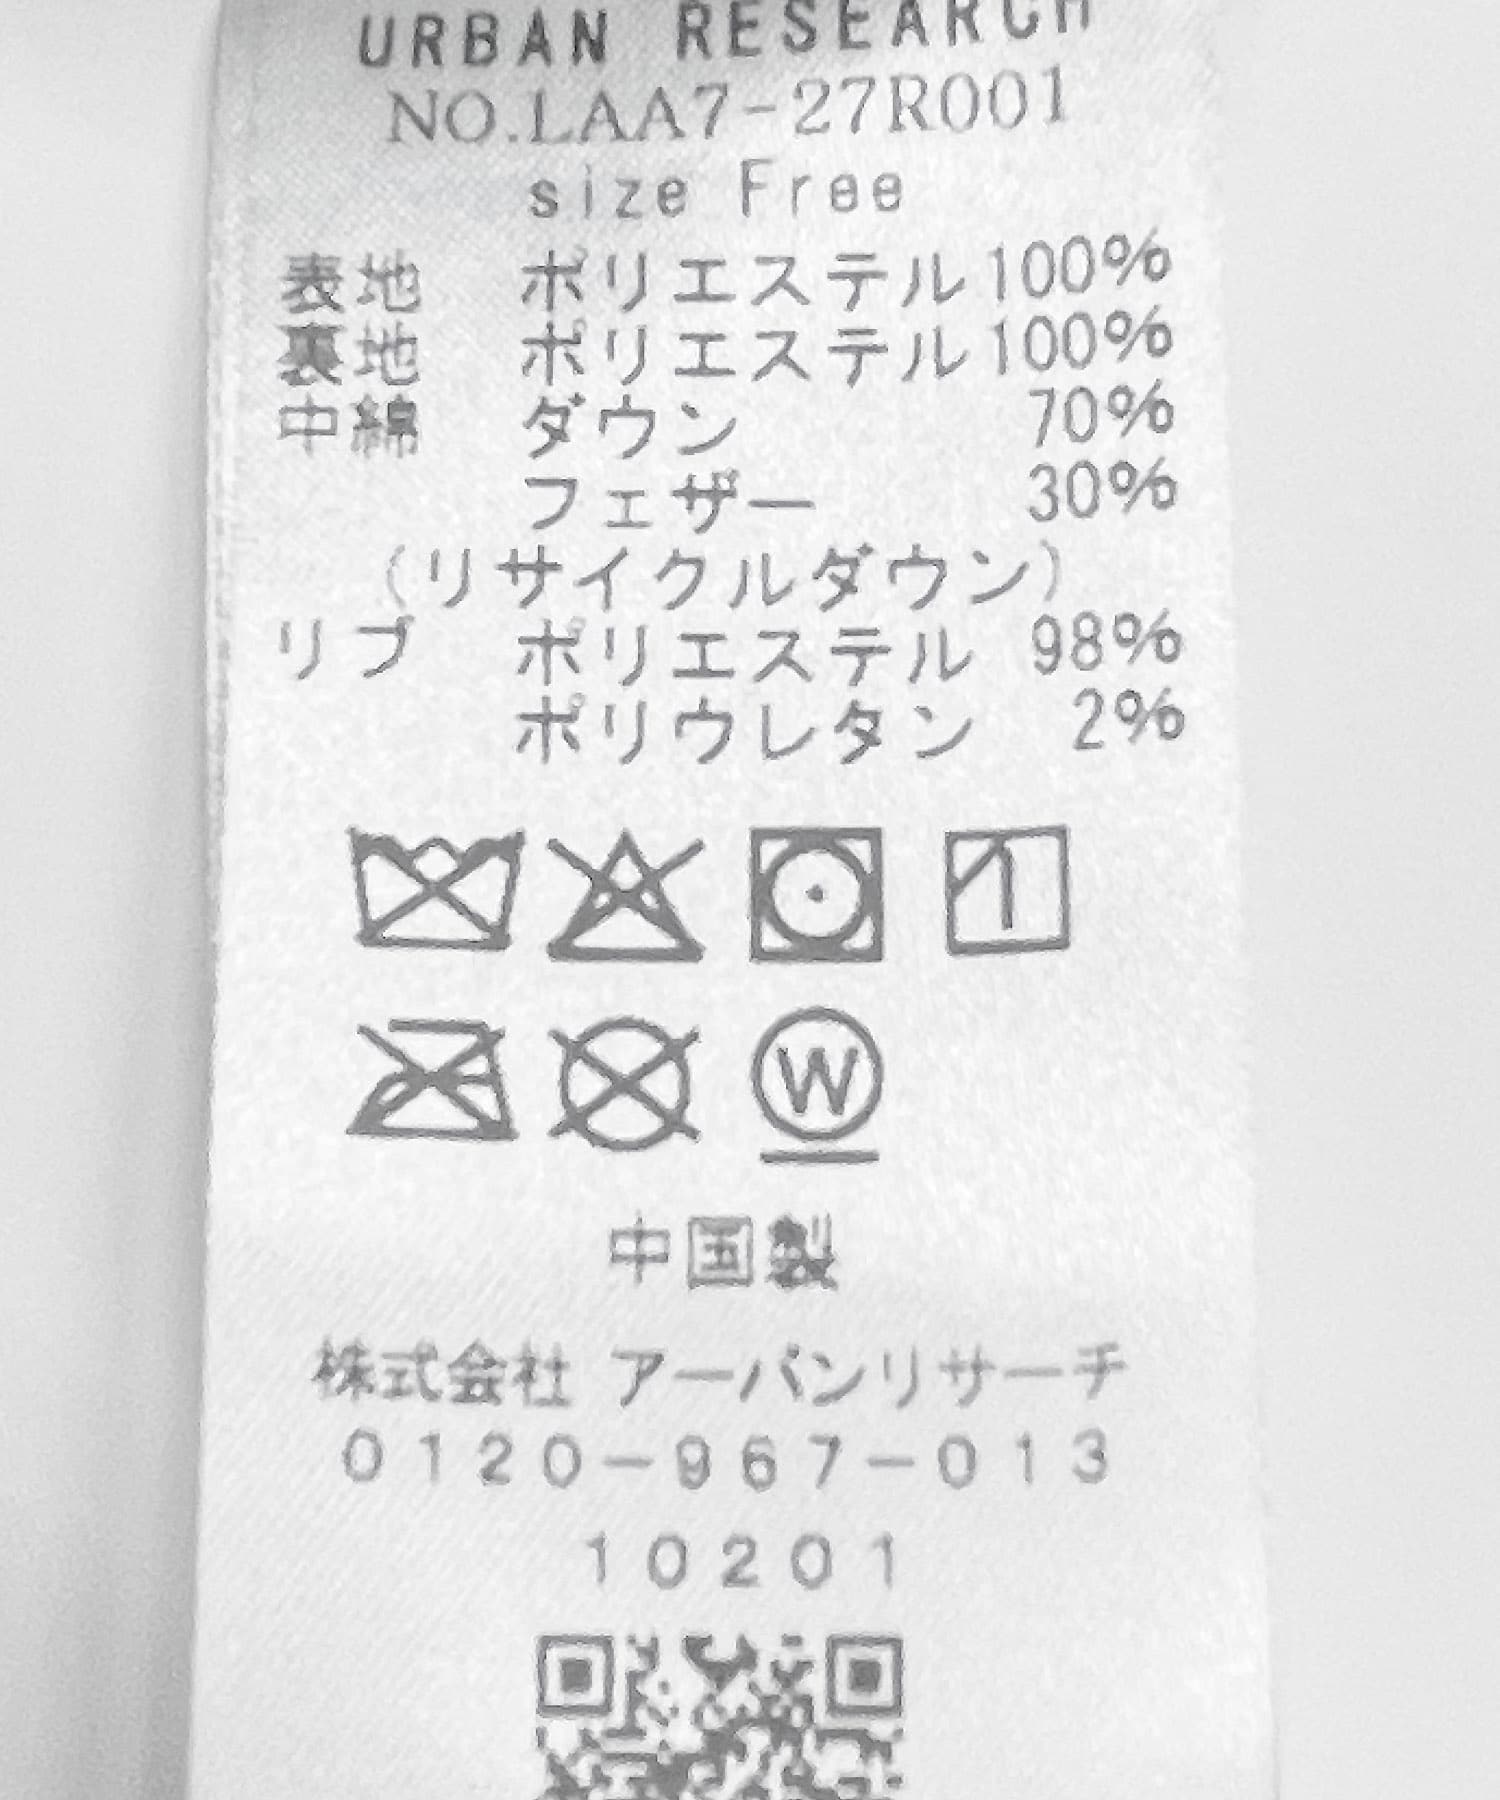 URBAN RESEARCH
NO.LAA7-27R001
size Free
表地 ポリエステル100%
裏地 ポリエステル100%
中綿 ダウン 70%
フェザー 30%
(リサイクルダウン)
リブ ポリエステル 98%
ポリウレタン 2%
1
W
中国製
株式会社 アーバンリサーチ
0120-967-013
10201